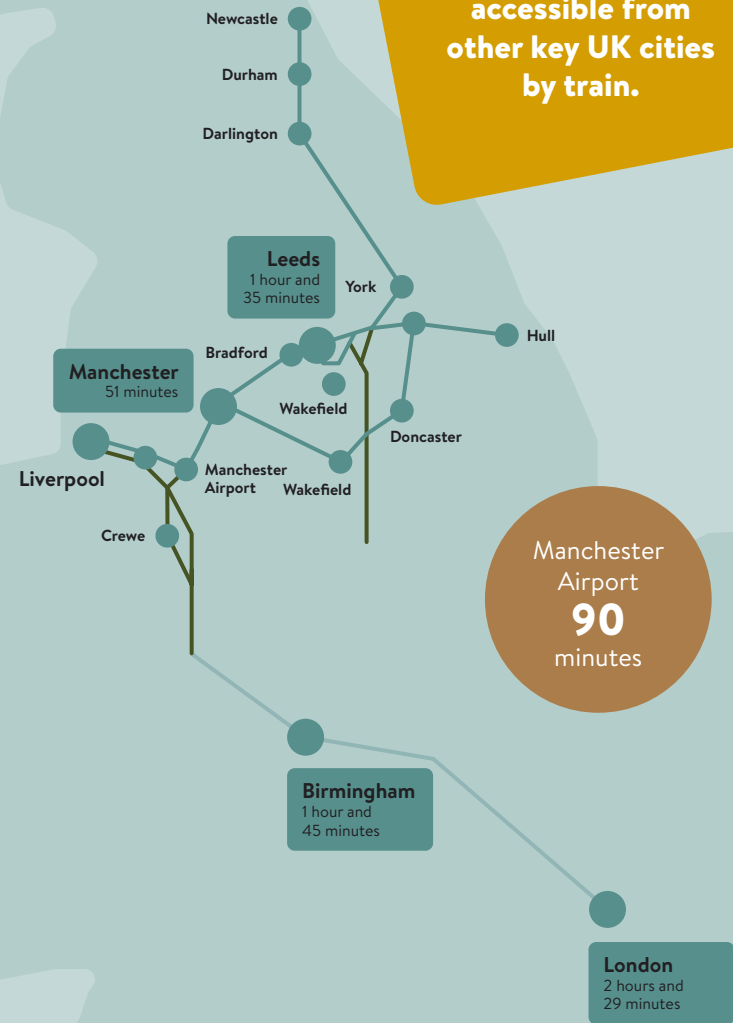 accessible from
other key UK cities
by train.
Newcastle
Durham
Darlington
Leeds
1 hour and
35 minutes
York
Hull
Bradford
Manchester
51 minutes
Wakefield
Doncaster
Liverpool
Manchester
Airport
Wakefield
Crewe
Manchester
Airport
90
minutes
Birmingham
1 hour and
45 minutes
London
2 hours and
29 minutes